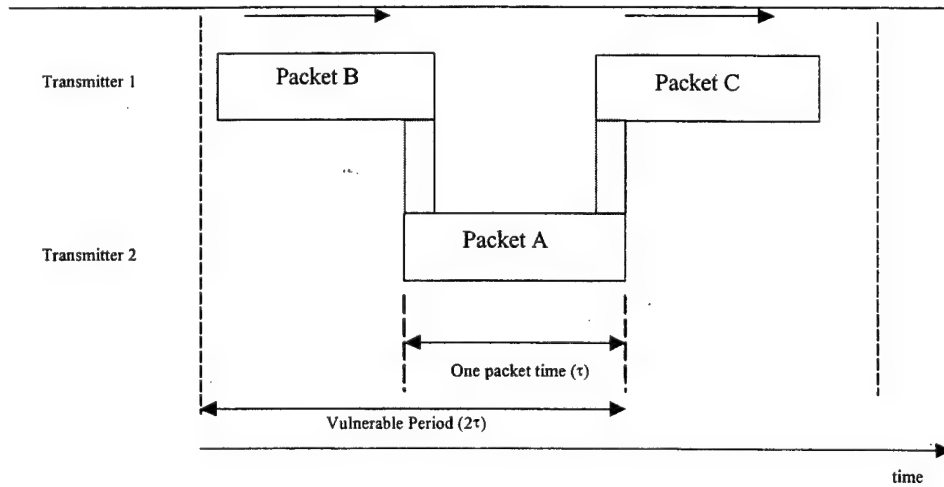 Transmitter 1
Packet B
Packet C
Transmitter 2
Packet A
One packet time (τ)
Vulnerable Period (2τ)
time